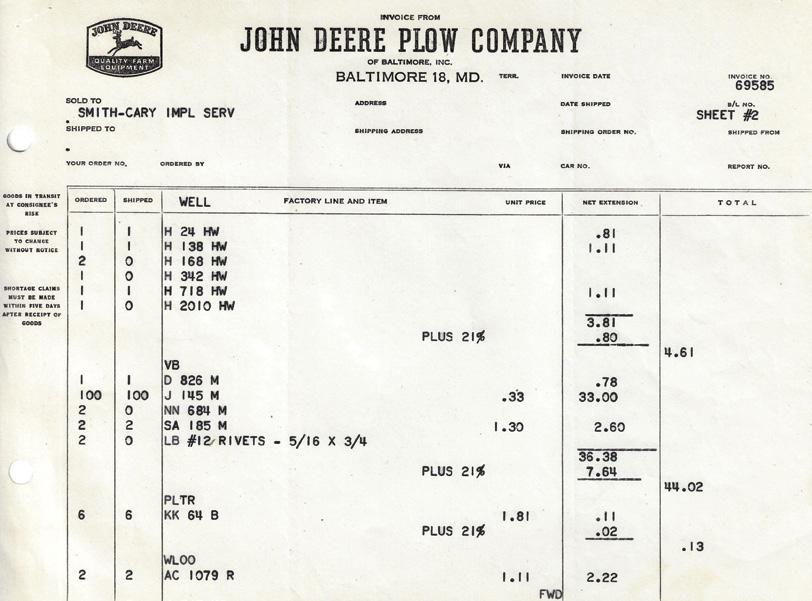 INVOICE FROM
JOHN DEERE
QUALITY FARM
EQUIPMENT
JOHN DEERE PLOW COMPANY
OF BALTIMORE, INC.
BALTIMORE 18, MD.
TERR. INVOICE DATE INVOICE NO.
69585
SOLD TO ADDRESS DATE SHIPPED B/L NO.
SMITH-CARY IMPL SERV SHEET #2
SHIPPED TO SHIPPING ADDRESS SHIPPING ORDER NO. SHIPPED FROM
YOUR ORDER NO. ORDERED BY VIA CAR NO. REPORT NO.
GOODS IN TRANSIT
AT CONSIGNEE'S
RISK
PRICES SUBJECT
TO CHANGE
WITHOUT NOTICE
SHORTAGE CLAIMS
MUST BE MADE
WITHIN FIVE DAYS
AFTER RECEIPT OF
GOODS
ORDERED SHIPPED WELL FACTORY LINE AND ITEM UNIT PRICE NET EXTENSION TOTAL
1 1 H 24 HW .81
1 1 H 138 HW 1.11
2 0 H 168 HW
1 0 H 342 HW
1 1 H 718 HW 1.11
1 0 H 2010 HW
3.81
PLUS 21% .80
4.61
VB
1 1 D 826 M .78
100 100 J 145 M .33 33.00
2 0 NN 684 M
2 2 SA 185 M 1.30 2.60
2 0 LB #12 RIVETS - 5/16 X 3/4
36.38
PLUS 21% 7.64
44.02
PLTR
6 6 KK 64 B 1.81 .11
PLUS 21% .02
.13
WLOO
2 2 AC 1079 R 1.11 2.22
FWD